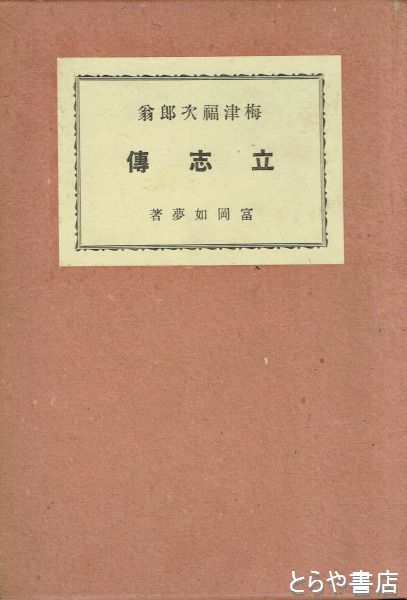 梅津福次郎翁
立志傳
富岡如夢著
とらや書店